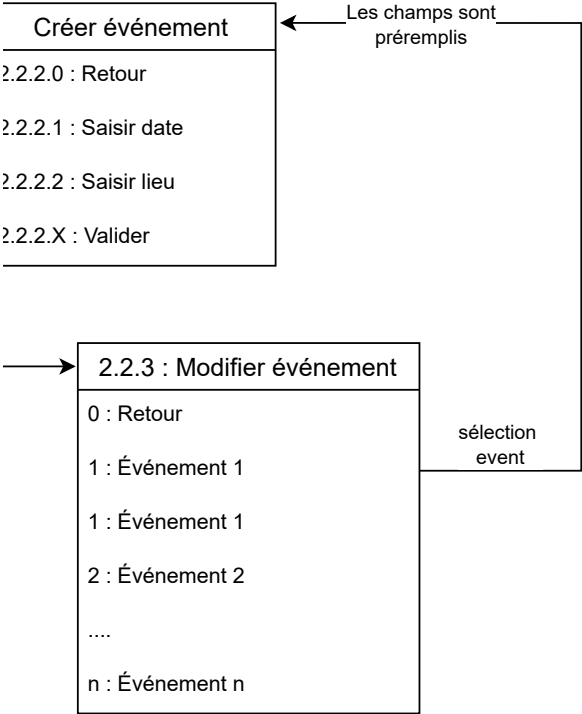 Créer événement
2.2.2.0 : Retour
2.2.2.1 : Saisir date
2.2.2.2 : Saisir lieu
2.2.2.X : Valider
Les champs sont
préremplis
2.2.3 : Modifier événement
0 : Retour
1 : Événement 1
1 : Événement 1
2 : Événement 2
....
n : Événement n
sélection
event